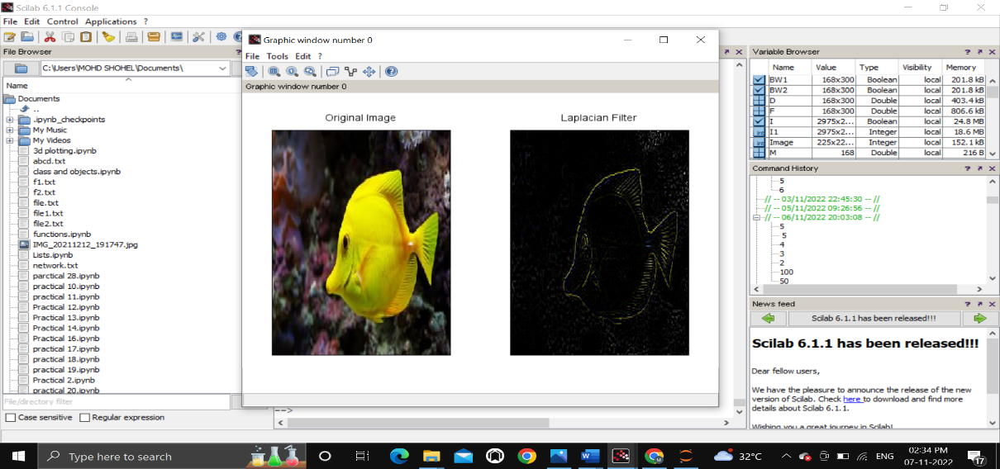 Scilab 6.1.1 Console
File Edit Control Applications ?
File Browser ?
C:\Users\MOHD SHOHEL\Documents\
Name
Documents
..
.ipynb_checkpoints
My Music
My Videos
3d plotting.ipynb
abcd.txt
class and objects.ipynb
f1.txt
f2.txt
file.txt
file1.txt
file2.txt
functions.ipynb
IMG_20211212_191747.jpg
Lists.ipynb
network.txt
parctical 28.ipynb
practical 10.ipynb
practical 11.ipynb
Practical 12.ipynb
Practical 13.ipynb
Practical 14.ipynb
Practical 16.ipynb
practical 17.ipynb
practical 18.ipynb
practical 19.ipynb
Practical 2.ipynb
practical 20.ipynb
File/directory filter
Case sensitive Regular expression
Graphic window number 0
File Tools Edit ?
Graphic window number 0
Original Image Laplacian Filter
-->
Variable Browser ?
Name Value Type Visibility Memory
BW1 168x300 Boolean local 201.8 kB
BW2 168x300 Boolean local 201.8 kB
D 168x300 Double local 403.4 kB
F 168x300 Double local 806.6 kB
I 2975x2... Boolean local 24.8 MB
I1 2975x2... Integer local 18.6 MB
Image 225x22... Integer local 152.1 kB
M 168 Double local 216 B
Command History ?
5
6
// -- 03/11/2022 22:45:30 -- //
// -- 05/11/2022 09:26:56 -- //
// -- 06/11/2022 20:03:08 -- //
5
5
4
3
2
100
50
News feed ?
Scilab 6.1.1 has been released!!!
Scilab 6.1.1 has been released!!!
Dear fellow users,
We have the pleasure to announce the release of the new
version of Scilab. Check here to download and find more
details about Scilab 6.1.1.
Wishing you a great journey in Scilab!
Type here to search
32°C
ENG
02:34 PM
07-11-2022
17